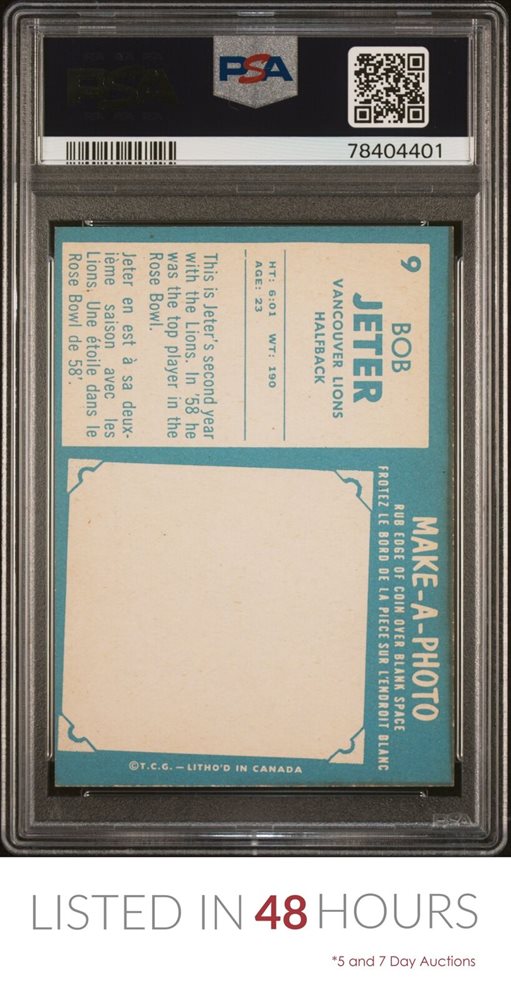 PSA
PSA
78404401
9
BOB
JETER
VANCOUVER LIONS
HALFBACK
HT: 6:01 WT: 190
AGE: 23
This is Jeter's second year
with the Lions. In '58 he
was the top player in the
Rose Bowl.
Jeter en est à sa deux-
ième saison avec les
Lions. Une étoile dans le
Rose Bowl de 58'.
MAKE-A-PHOTO
RUB EDGE OF COIN OVER BLANK SPACE
FROTEZ LE BORD DE LA PIECE SUR L'ENDROIT BLANC
©T.C.G. — LITHO'D IN CANADA
PSA
LISTED IN 48 HOURS
*5 and 7 Day Auctions